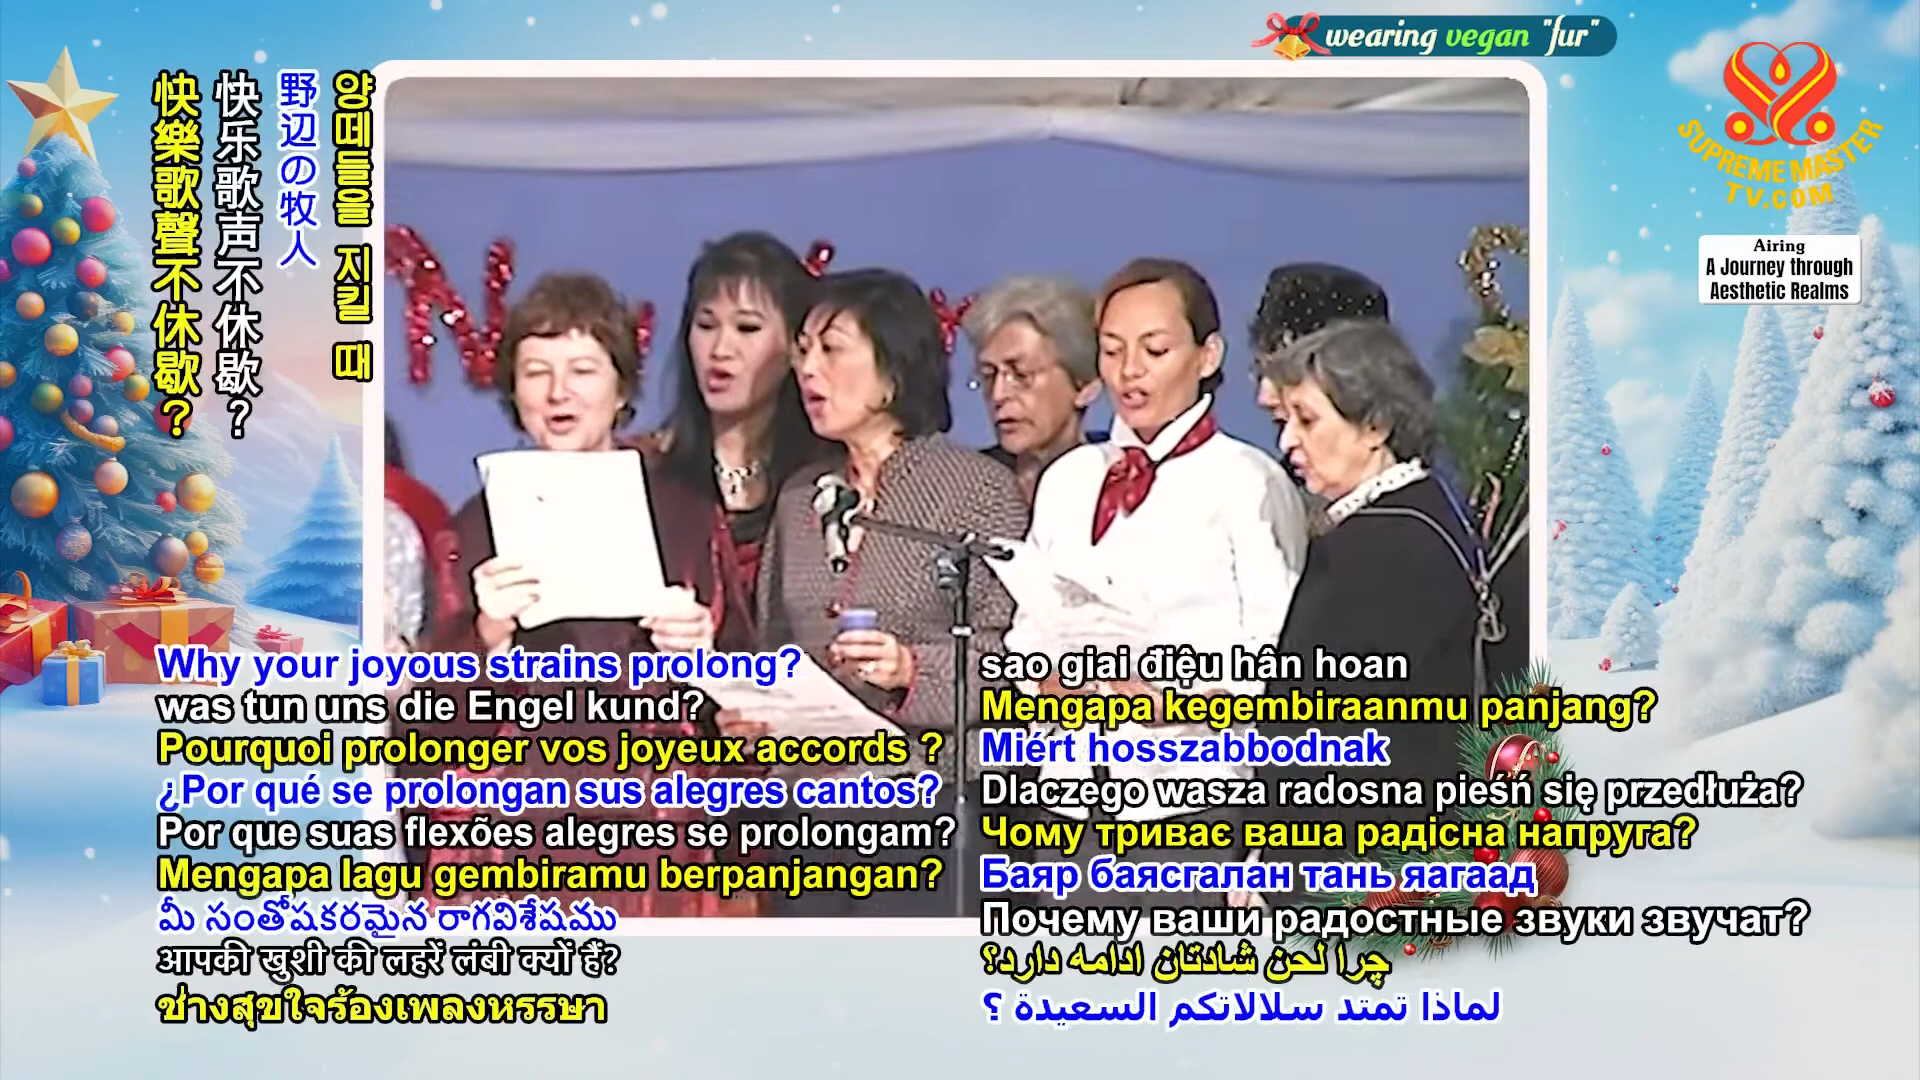 wearing vegan "fur"
SUPREME MASTER
TV.COM
Airing
A Journey through
Aesthetic Realms
양떼들을 지킬 때
野辺の牧人
快乐歌声不休歇？
快樂歌聲不休歇？
Why your joyous strains prolong?
was tun uns die Engel kund?
Pourquoi prolonger vos joyeux accords ?
¿Por qué se prolongan sus alegres cantos?
Por que suas flexões alegres se prolongam?
Mengapa lagu gembiramu berpanjangan?
మీ సంతోషకరమైన రాగవిశేషము
आपकी खुशी की लहरें लंबी क्यों हैं?
ช่างสุขใจร้องเพลงหรรษา
sao giai điệu hân hoan
Mengapa kegembiraanmu panjang?
Miért hosszabbodnak
Dlaczego wasza radosna pieśń się przedłuża?
Чому триває ваша радісна напруга?
Баяр баясгалан тань яагаад
Почему ваши радостные звуки звучат?
چرا لحن شادتان ادامه دارد؟
لماذا تمتد سلالاتكم السعيدة ؟